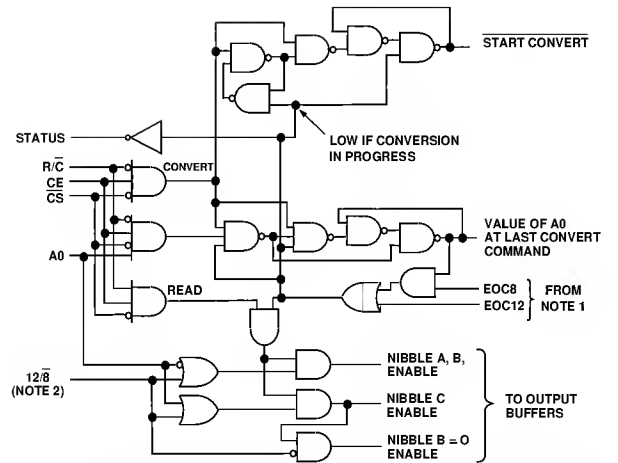 START CONVERT
LOW IF CONVERSION
IN PROGRESS
STATUS
R/C̅
CONVERT
CE
C̅S̅
VALUE OF A0
AT LAST CONVERT
COMMAND
A0
READ
EOC8
EOC12
FROM
NOTE 1
NIBBLE A, B,
ENABLE
12/8̅
(NOTE 2)
NIBBLE C
ENABLE
TO OUTPUT
BUFFERS
NIBBLE B = O
ENABLE